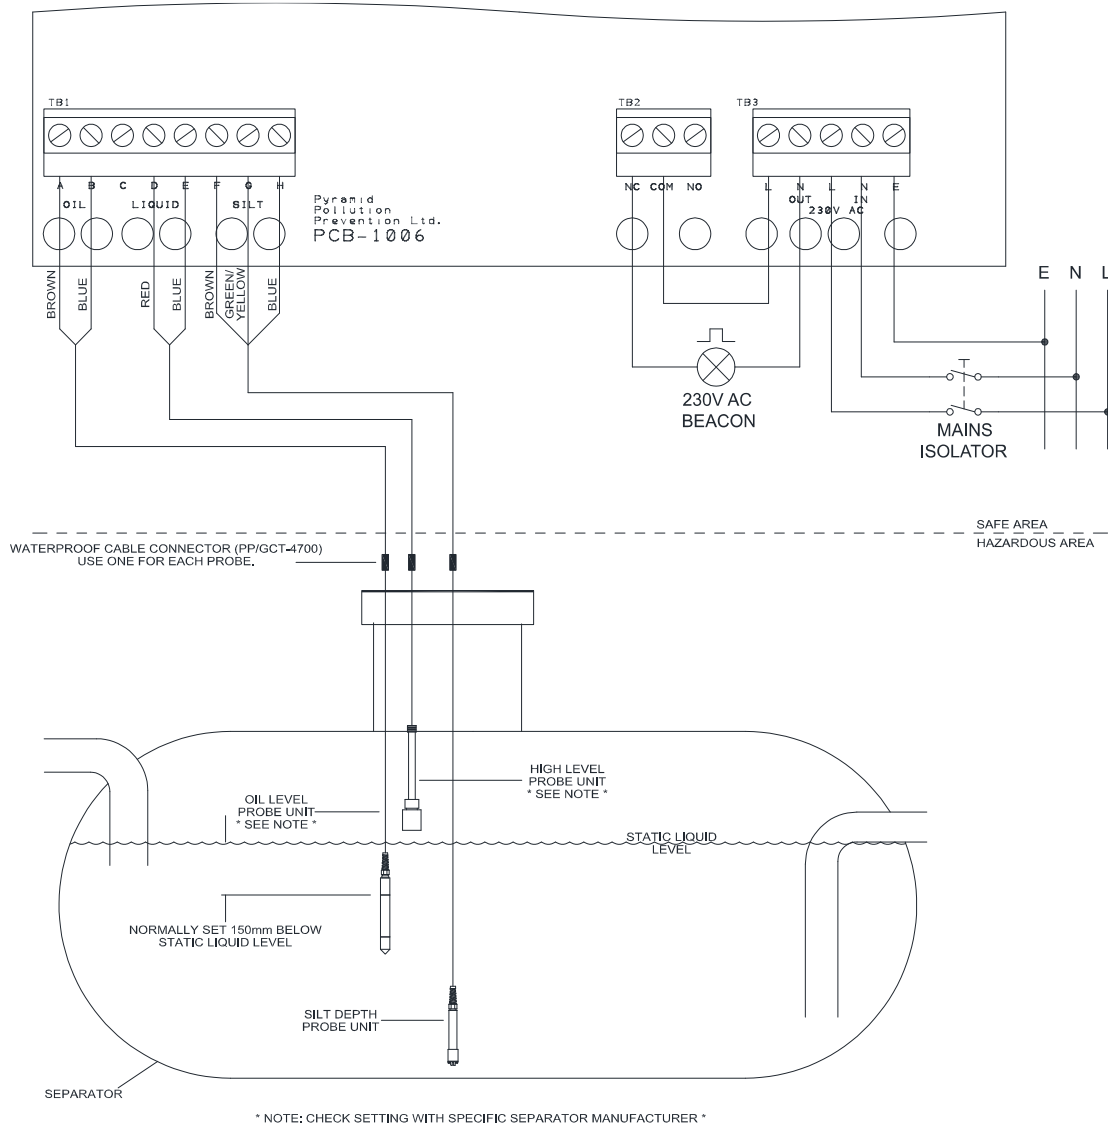 TB1
TB2
TB3
A B C D E F G H
NC COM NO
L N L N E
OUT IN
230V AC
OIL LIQUID SILT
Pyramid
Pollution
Prevention Ltd.
PCB-1006
BROWN
BLUE
RED
BLUE
BROWN
GREEN/
YELLOW
BLUE
E N L
230V AC
BEACON
MAINS
ISOLATOR
SAFE AREA
HAZARDOUS AREA
WATERPROOF CABLE CONNECTOR (PP/GCT-4700)
USE ONE FOR EACH PROBE.
HIGH LEVEL
PROBE UNIT
* SEE NOTE *
OIL LEVEL
PROBE UNIT
* SEE NOTE *
STATIC LIQUID
LEVEL
NORMALLY SET 150mm BELOW
STATIC LIQUID LEVEL
SILT DEPTH
PROBE UNIT
SEPARATOR
* NOTE: CHECK SETTING WITH SPECIFIC SEPARATOR MANUFACTURER *